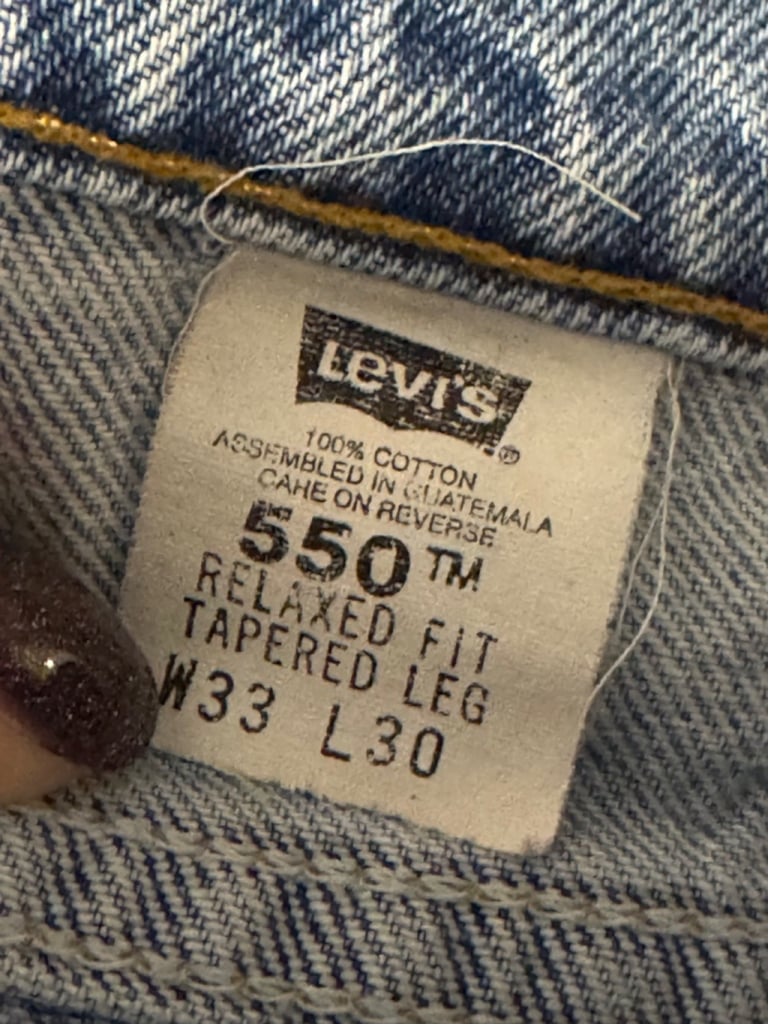 Levi's®
100% COTTON
ASSEMBLED IN GUATEMALA
CARE ON REVERSE
550™
RELAXED FIT
TAPERED LEG
W33 L30